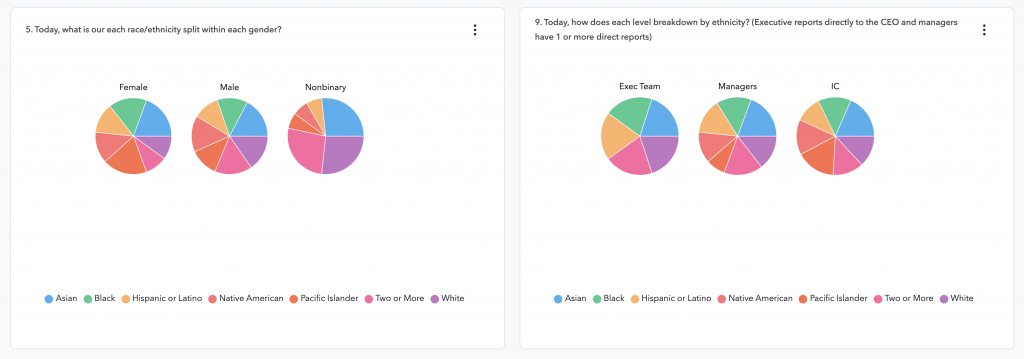 5. Today, what is our each race/ethnicity split within each gender?
Female Male Nonbinary
Asian Black Hispanic or Latino Native American Pacific Islander Two or More White
9. Today, how does each level breakdown by ethnicity? (Executive reports directly to the CEO and managers
have 1 or more direct reports)
Exec Team Managers IC
Asian Black Hispanic or Latino Native American Pacific Islander Two or More White